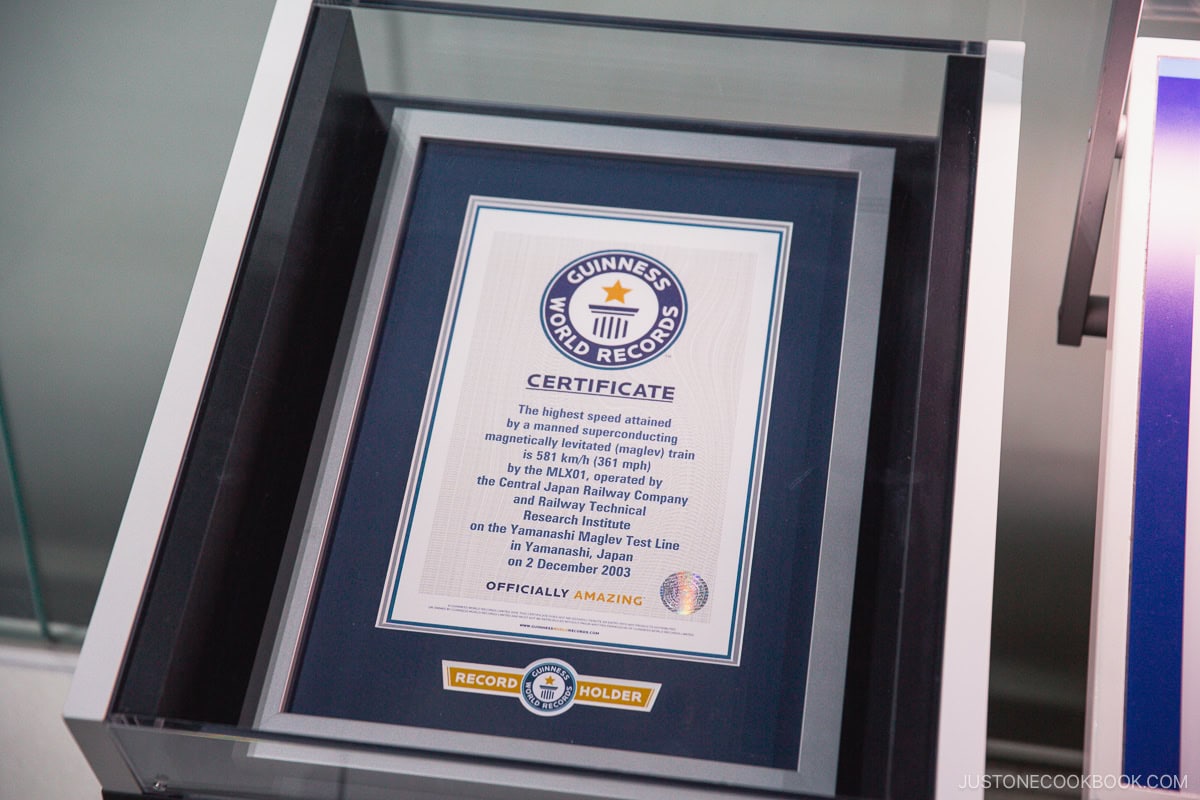 GUINNESS
WORLD RECORDS
CERTIFICATE
The highest speed attained
by a manned superconducting
magnetically levitated (maglev) train
is 581 km/h (361 mph)
by the MLX01, operated by
the Central Japan Railway Company
and Railway Technical
Research Institute
on the Yamanashi Maglev Test Line
in Yamanashi, Japan
on 2 December 2003
OFFICIALLY AMAZING
WWW.GUINNESSWORLDRECORDS.COM
RECORD
GUINNESS
WORLD RECORDS
HOLDER
JUSTONECOOKBOOK.COM